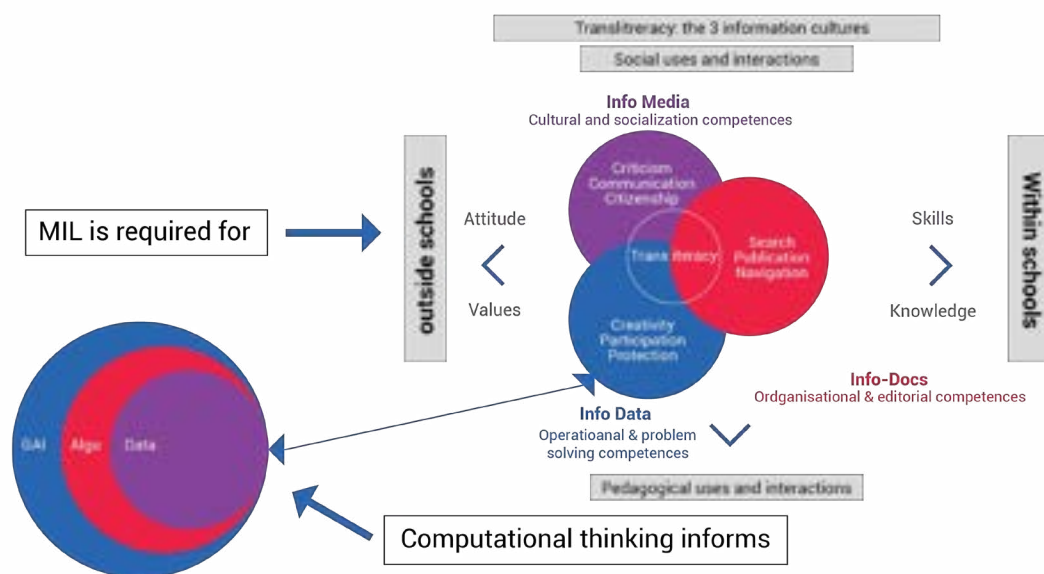 Translitreracy: the 3 information cultures
Social uses and interactions
Info Media
Cultural and socialization competences
Criticism
Communication
Citizenship
outside schools
Within schools
MIL is required for
Attitude
Values
Skills
Knowledge
Trans literacy
Search
Publication
Navigation
Creativity
Participation
Protection
Info-Docs
Ordganisational & editorial competences
Info Data
Operatioanal & problem
solving competences
GAI
Algo
Data
Pedagogical uses and interactions
Computational thinking informs